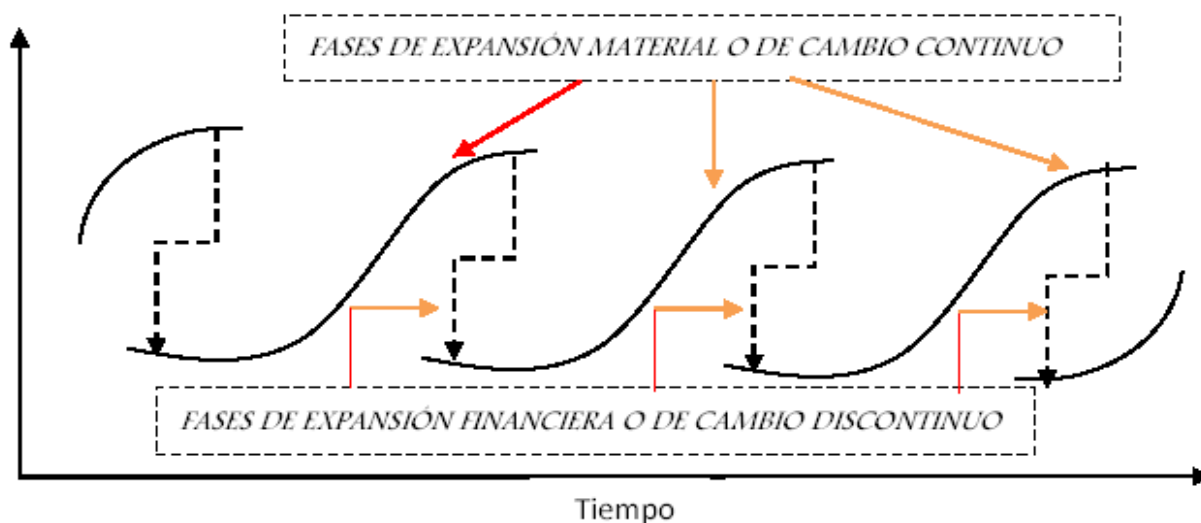 FASES DE EXPANSIÓN MATERIAL O DE CAMBIO CONTINUO
FASES DE EXPANSIÓN FINANCIERA O DE CAMBIO DISCONTINUO
Tiempo